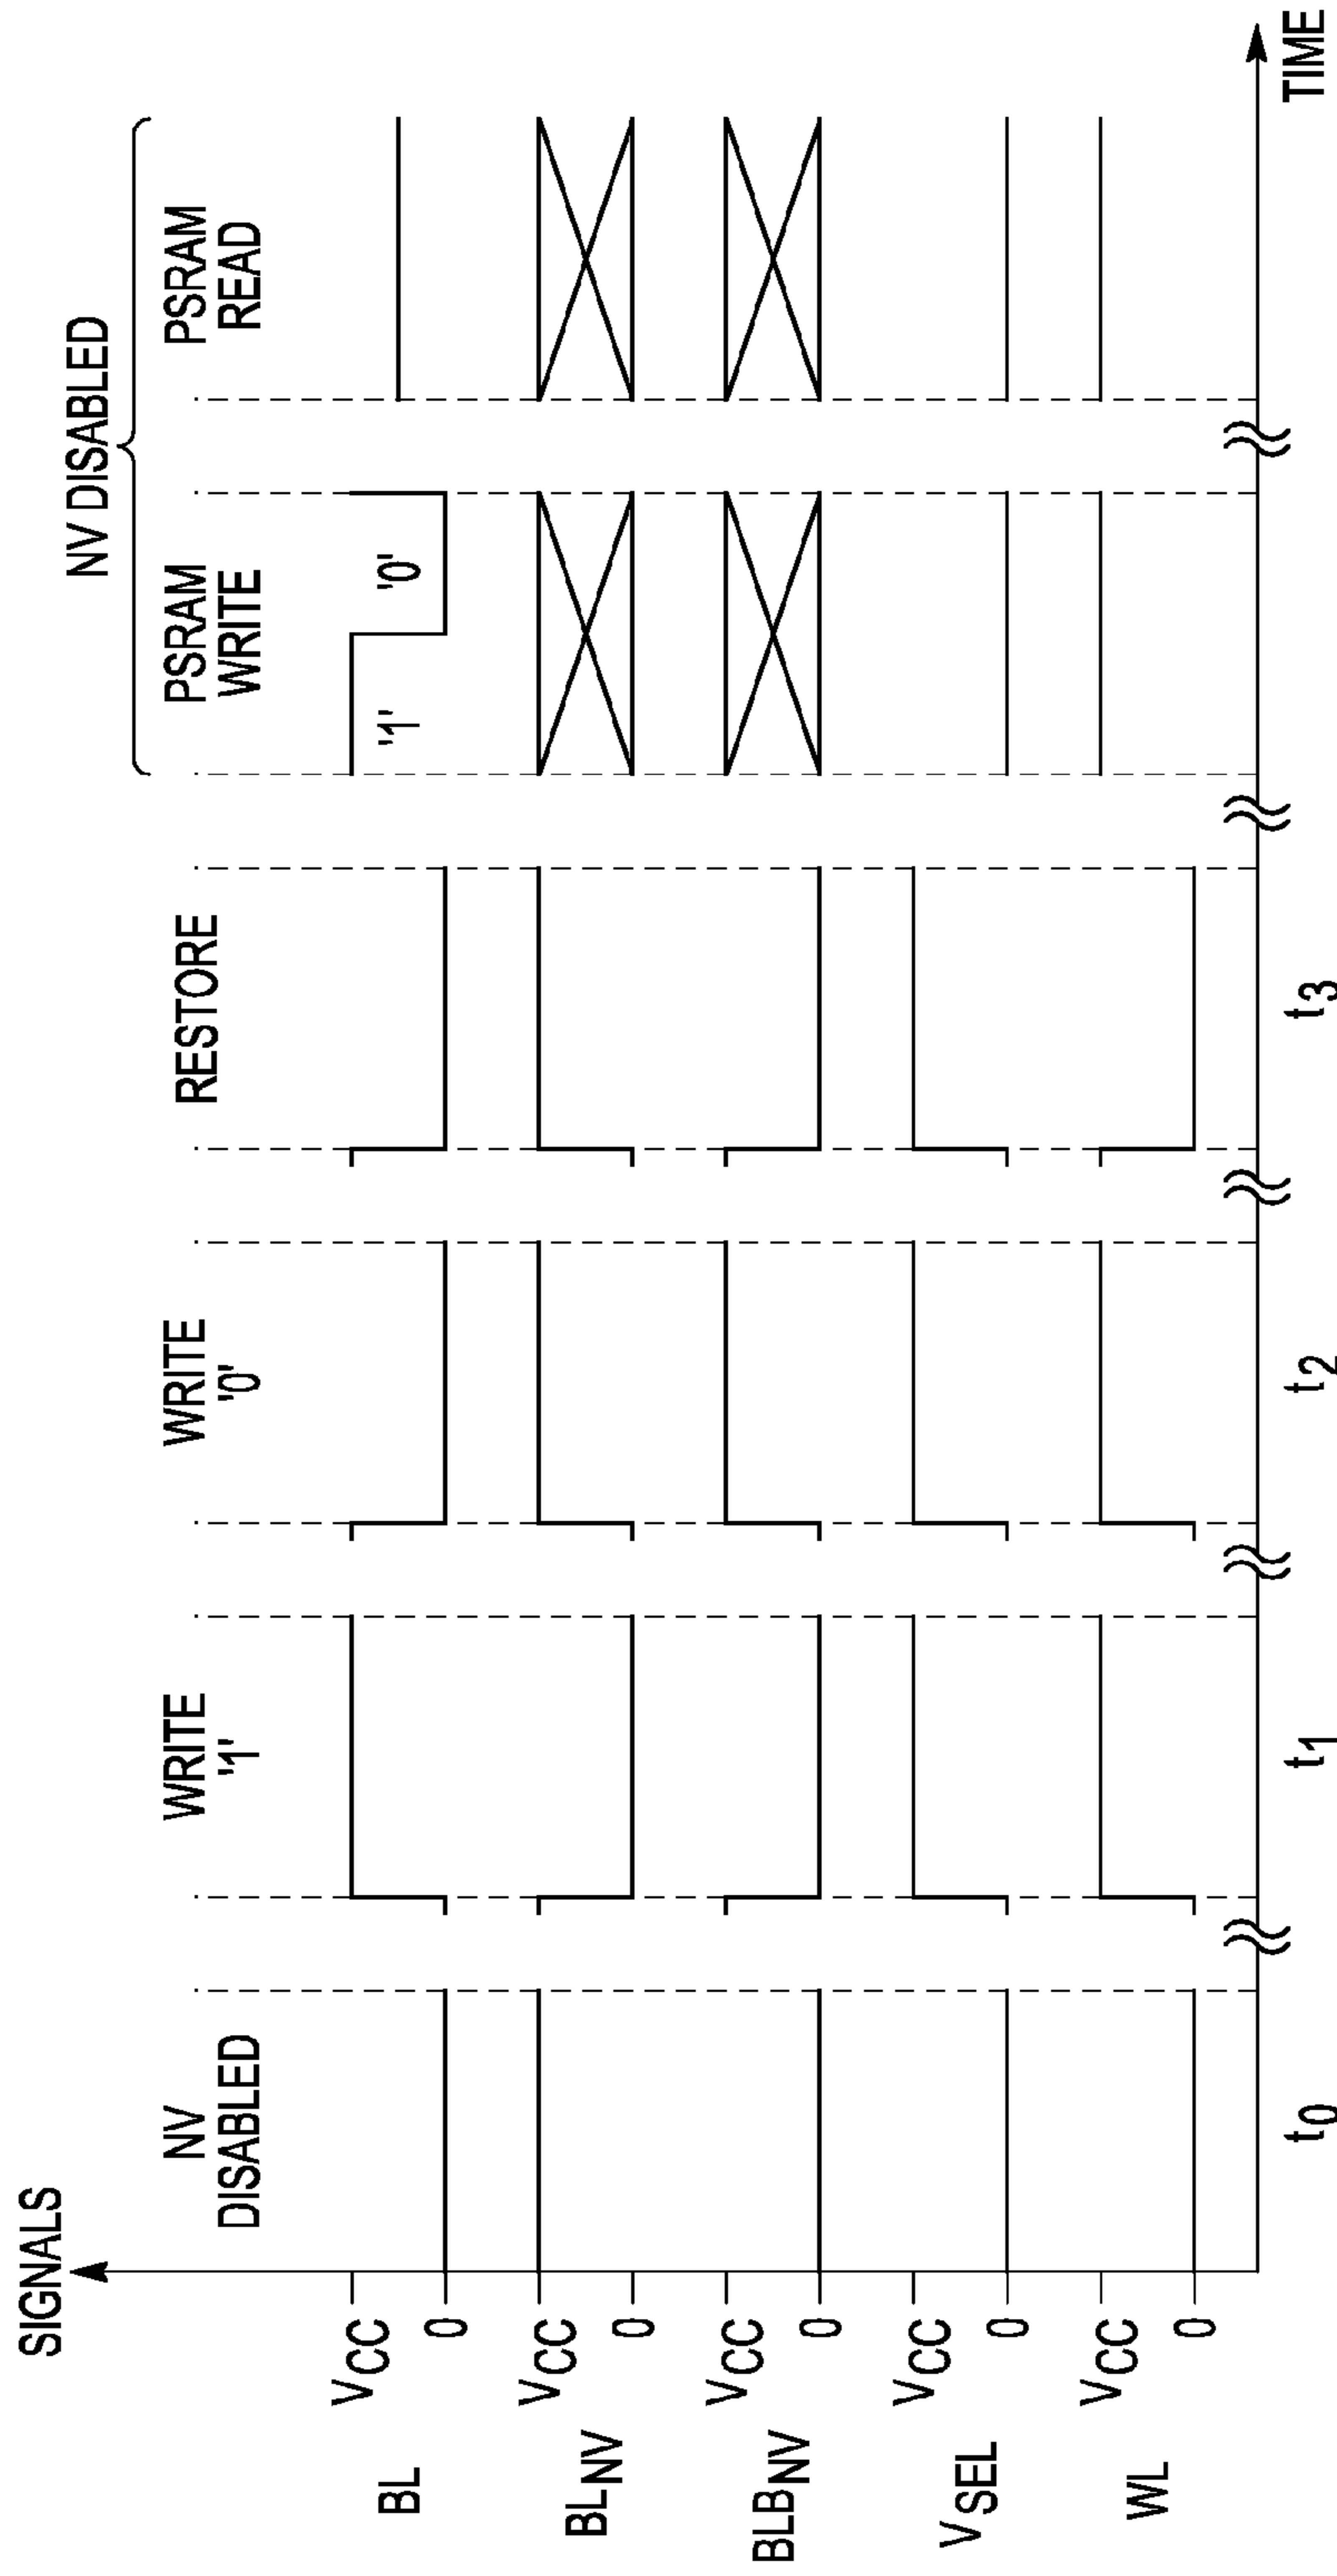 SIGNALS
NV DISABLED
NV
DISABLED
WRITE
'1'
WRITE
'0'
RESTORE
PSRAM
WRITE
PSRAM
READ
BL
VCC
0
'1'
'0'
BLNV
VCC
0
BLBNV
VCC
0
VSEL
VCC
0
WL
VCC
0
t0
t1
t2
t3
TIME